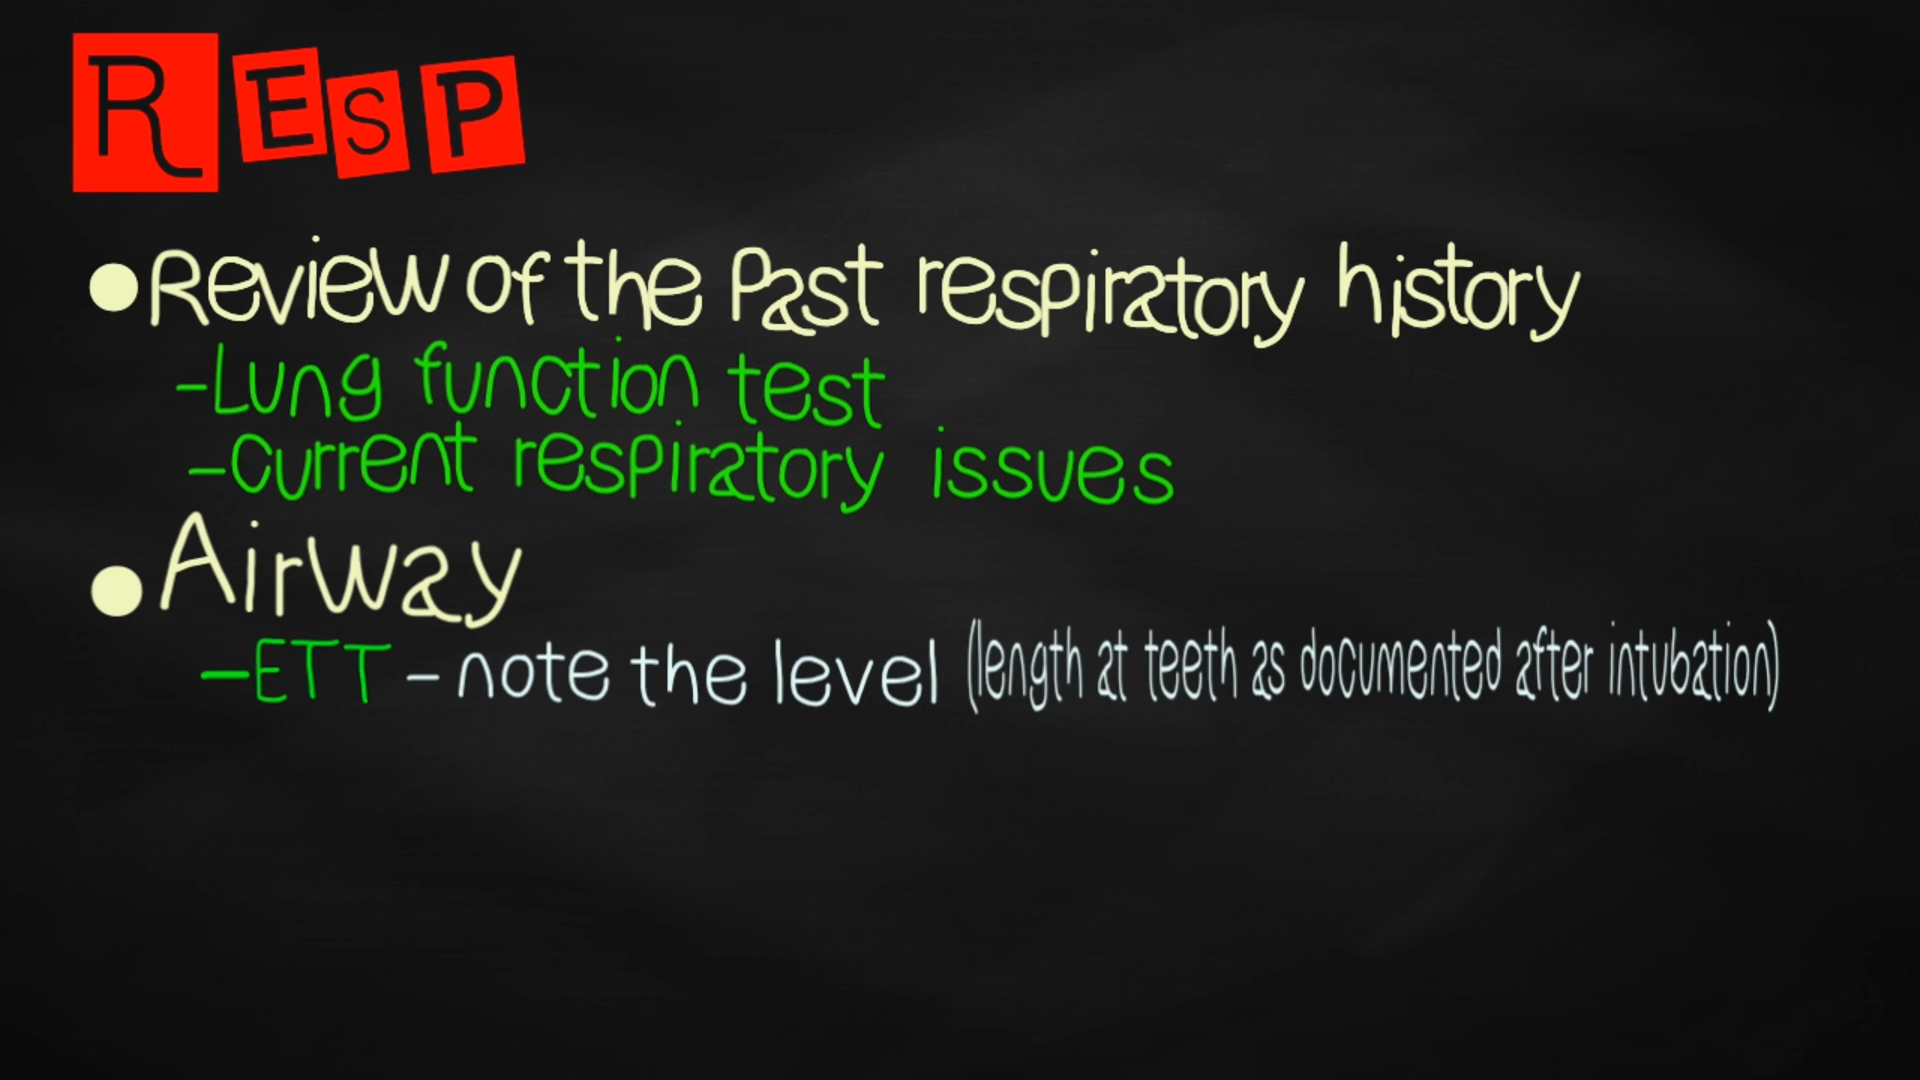 RESP
•Review of the Past respiratory history
-Lung function test
-Current respiratory issues
•Airway
-ETT - note the level (length at teeth as documented after intubation)